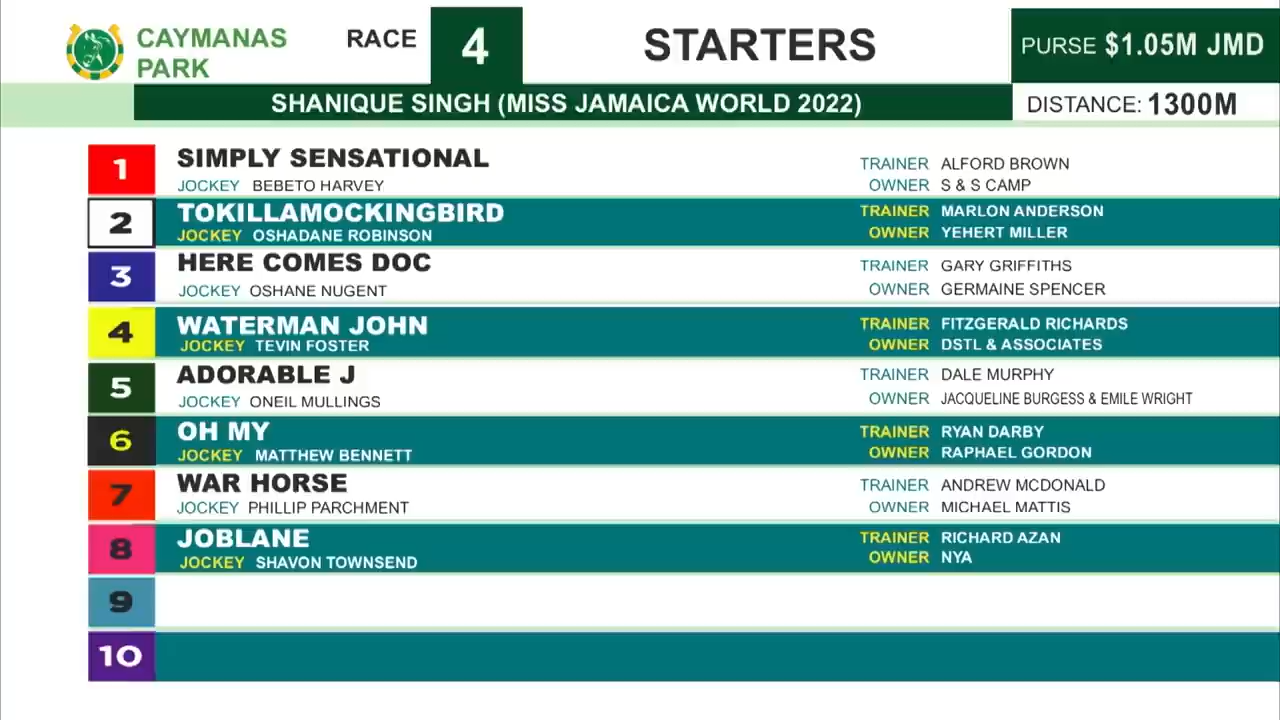 CAYMANAS
PARK
RACE 4
STARTERS
PURSE $1.05M JMD
SHANIQUE SINGH (MISS JAMAICA WORLD 2022)
DISTANCE: 1300M
1 SIMPLY SENSATIONAL
JOCKEY BEBETO HARVEY
TRAINER ALFORD BROWN
OWNER S & S CAMP
2 TOKILLAMOCKINGBIRD
JOCKEY OSHADANE ROBINSON
TRAINER MARLON ANDERSON
OWNER YEHERT MILLER
3 HERE COMES DOC
JOCKEY OSHANE NUGENT
TRAINER GARY GRIFFITHS
OWNER GERMAINE SPENCER
4 WATERMAN JOHN
JOCKEY TEVIN FOSTER
TRAINER FITZGERALD RICHARDS
OWNER DSTL & ASSOCIATES
5 ADORABLE J
JOCKEY ONEIL MULLINGS
TRAINER DALE MURPHY
OWNER JACQUELINE BURGESS & EMILE WRIGHT
6 OH MY
JOCKEY MATTHEW BENNETT
TRAINER RYAN DARBY
OWNER RAPHAEL GORDON
7 WAR HORSE
JOCKEY PHILLIP PARCHMENT
TRAINER ANDREW MCDONALD
OWNER MICHAEL MATTIS
8 JOBLANE
JOCKEY SHAVON TOWNSEND
TRAINER RICHARD AZAN
OWNER NYA
9
10